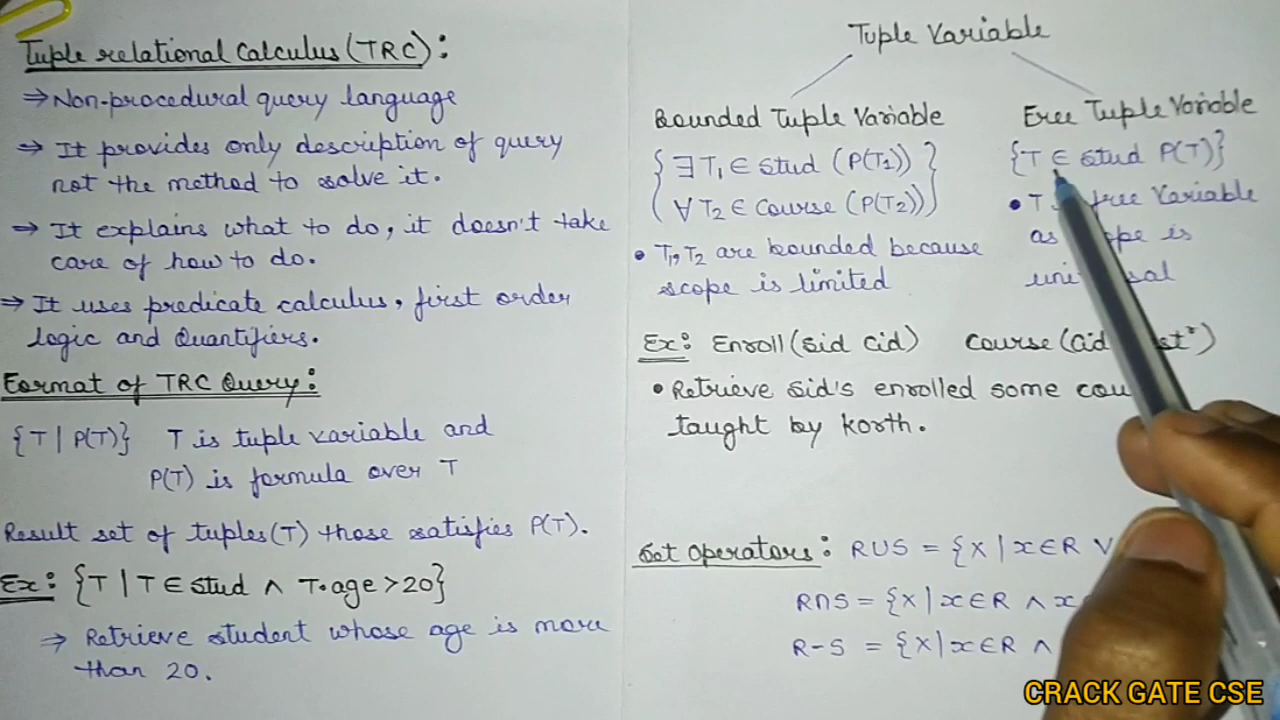 Tuple relational calculus (TRC):
⇒ Non-procedural query language
⇒ It provides only description of query
not the method to solve it.
⇒ It explains what to do, it doesn't take
care of how to do.
⇒ It uses predicate calculus, first order
logic and Quantifiers.
Format of TRC Query:
{T | P(T)} T is tuple variable and
P(T) is formula over T
Result set of tuples(T) those satisfies P(T).
Ex: {T | T ∈ stud ∧ T.age > 20}
⇒ Retrieve student whose age is more
than 20.
Tuple Variable
Bounded Tuple Variable
{∃ T₁ ∈ stud (P(T₁))
∀ T₂ ∈ course (P(T₂))}
• T₁, T₂ are bounded because
scope is limited
Free Tuple Variable
{T ∈ stud P(T)}
• T free Variable
as is
Ex: Enroll(sid cid) Course(cid
• Retrieve sid's enrolled some
taught by korth.
Set Operators: R∪S = {X | x∈R ∨
R∩S = {X | x∈R ∧ x
R-S = {X | x∈R ∧
CRACK GATE CSE